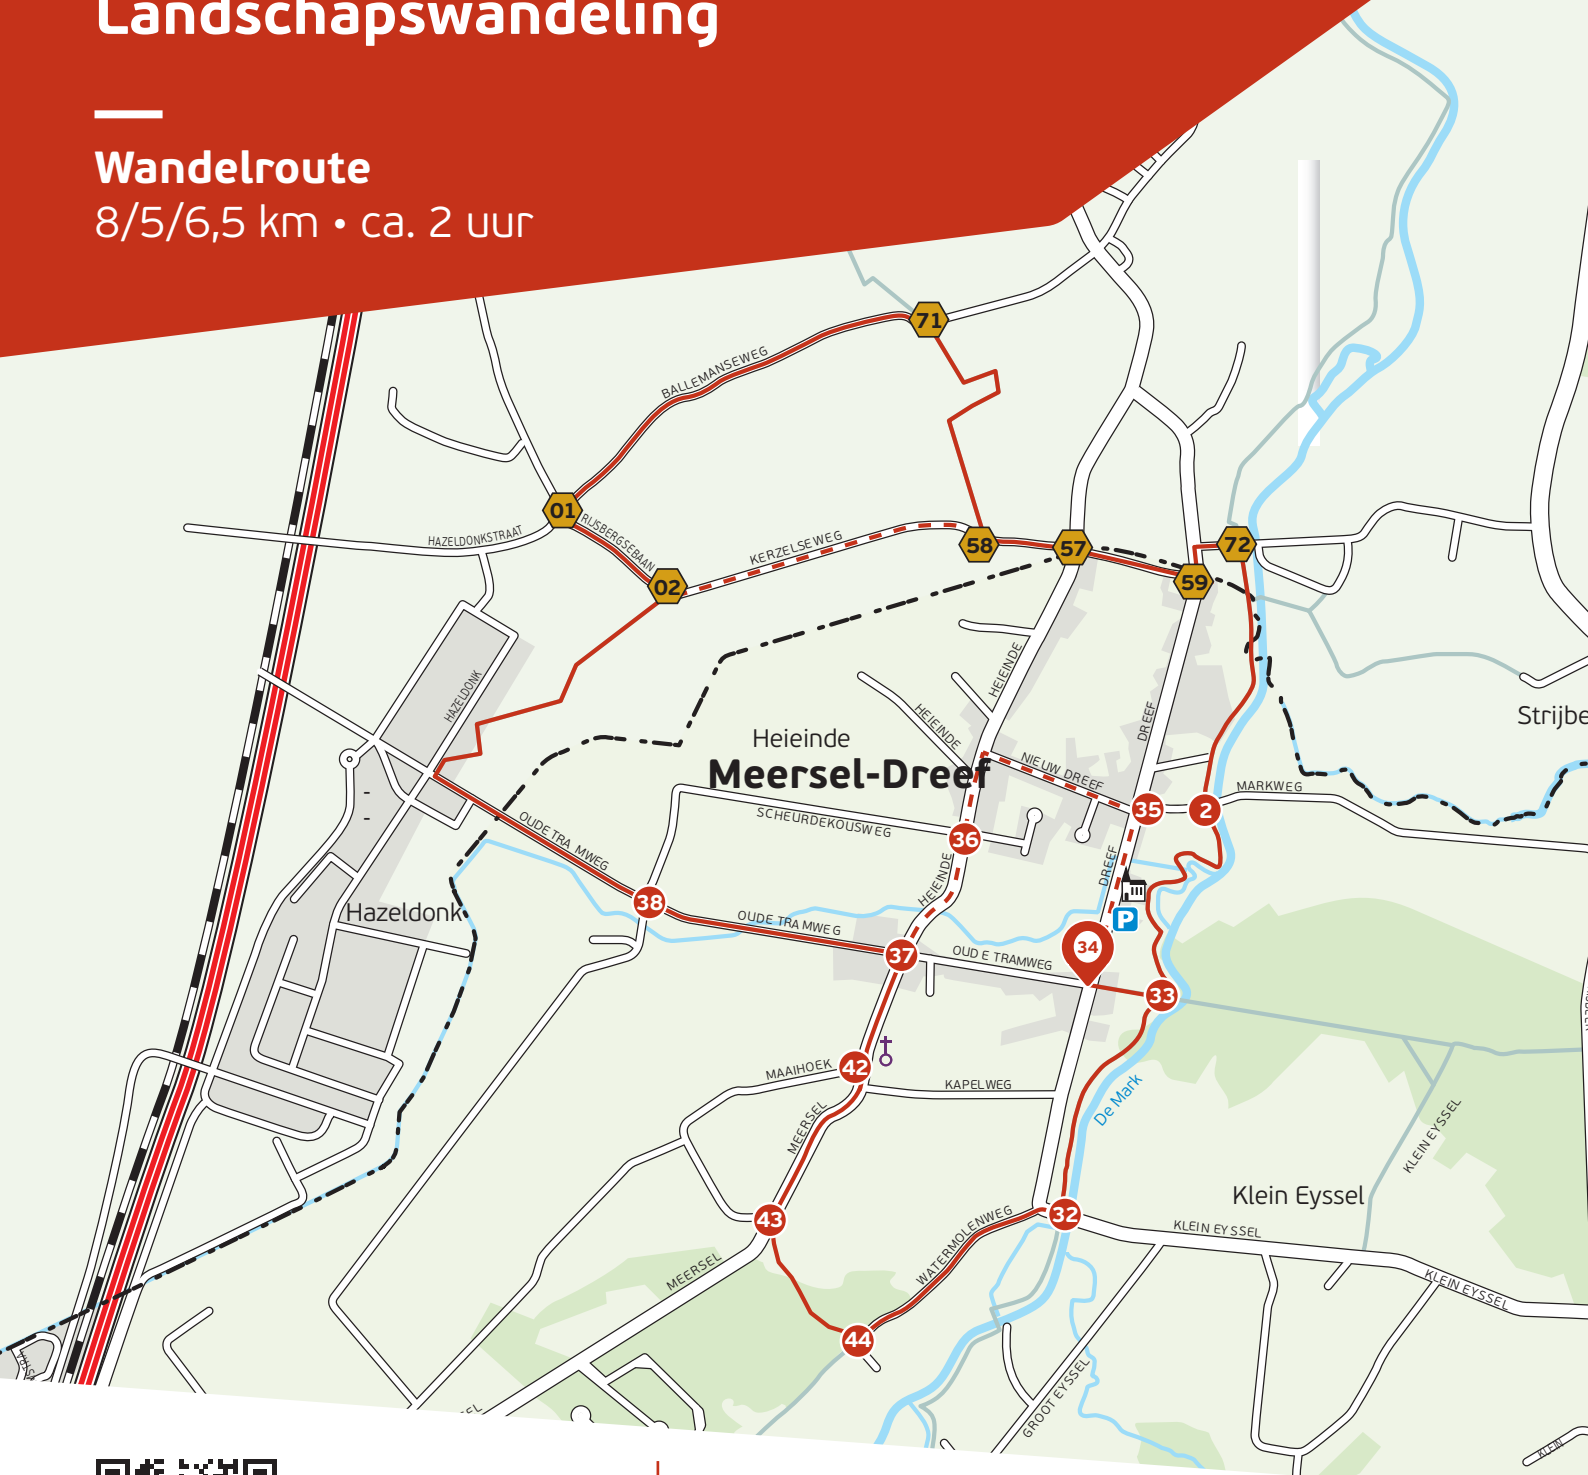 Landschapswandeling
Wandelroute
8/5/6,5 km • ca. 2 uur
71
BALLEMANSEWEG
01
RIJSBERGSEBAAN
HAZELDONKSTRAAT
KERZELSEWEG
58
57
72
02
59
HEIEINDE
HAZELDONK
HEIEINDE
DREEF
Strijbe
Heieinde
Meersel-Dreef
NIEUW DREEF
MARKWEG
35
2
SCHEURDEKOUSWEG
OUDE TRAMWEG
36
DREEF
HEIEINDE
38
Hazeldonk
OUDE TRAMWEG
P
34
37
OUDE TRAMWEG
33
42
MAAIHOEK
KAPELWEG
De Mark
MEERSEL
KLEIN EYSSEL
Klein Eyssel
43
32
WATERMOLENWEG
KLEIN EYSSEL
MEERSEL
KLEIN EYSSEL
44
GROOT EYSSEL
KLEIN